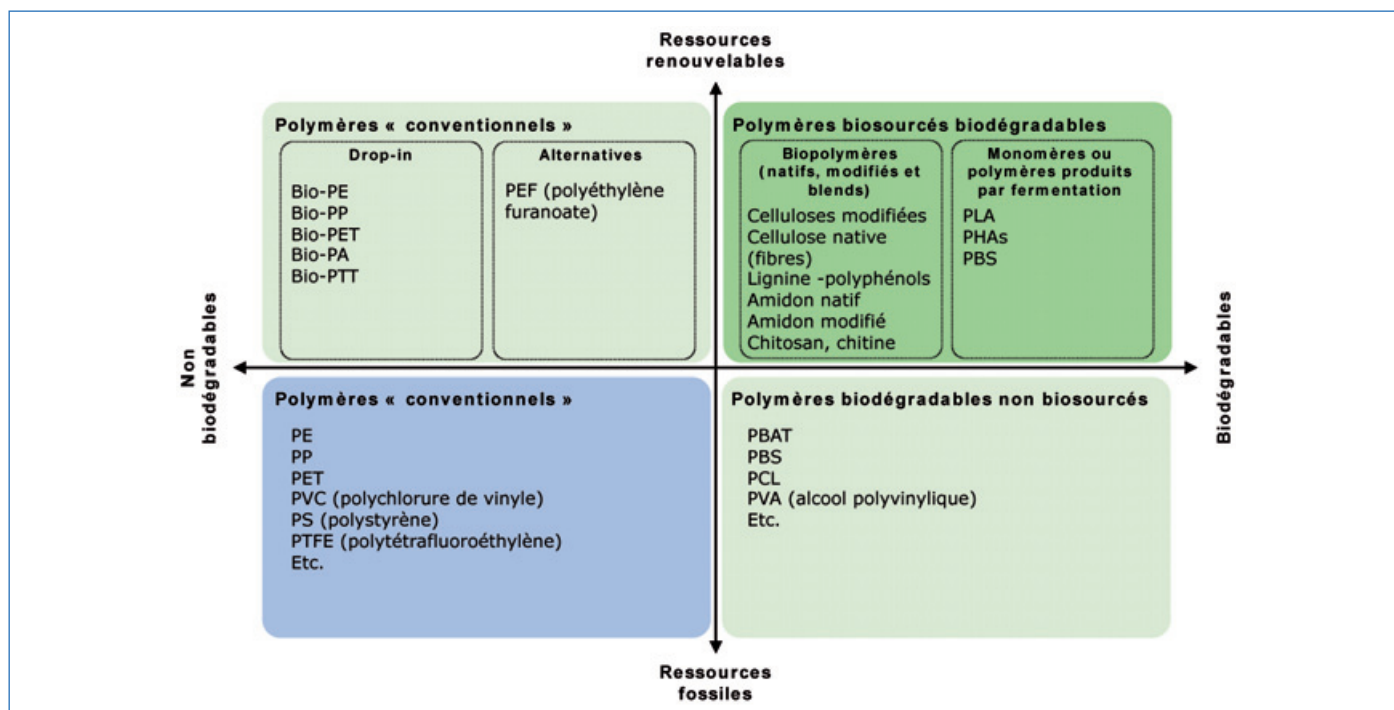 Ressources
renouvelables
Polymères « conventionnels »
Drop-in
Bio-PE
Bio-PP
Bio-PET
Bio-PA
Bio-PTT
Alternatives
PEF (polyéthylène
furanoate)
Polymères biosourcés biodégradables
Biopolymères
(natifs, modifiés et
blends)
Celluloses modifiées
Cellulose native
(fibres)
Lignine -polyphénols
Amidon natif
Amidon modifié
Chitosan, chitine
Monomères ou
polymères produits
par fermentation
PLA
PHAs
PBS
Non
biodégradables
Biodégradables
Polymères « conventionnels »
PE
PP
PET
PVC (polychlorure de vinyle)
PS (polystyrène)
PTFE (polytétrafluoroéthylène)
Etc.
Polymères biodégradables non biosourcés
PBAT
PBS
PCL
PVA (alcool polyvinylique)
Etc.
Ressources
fossiles